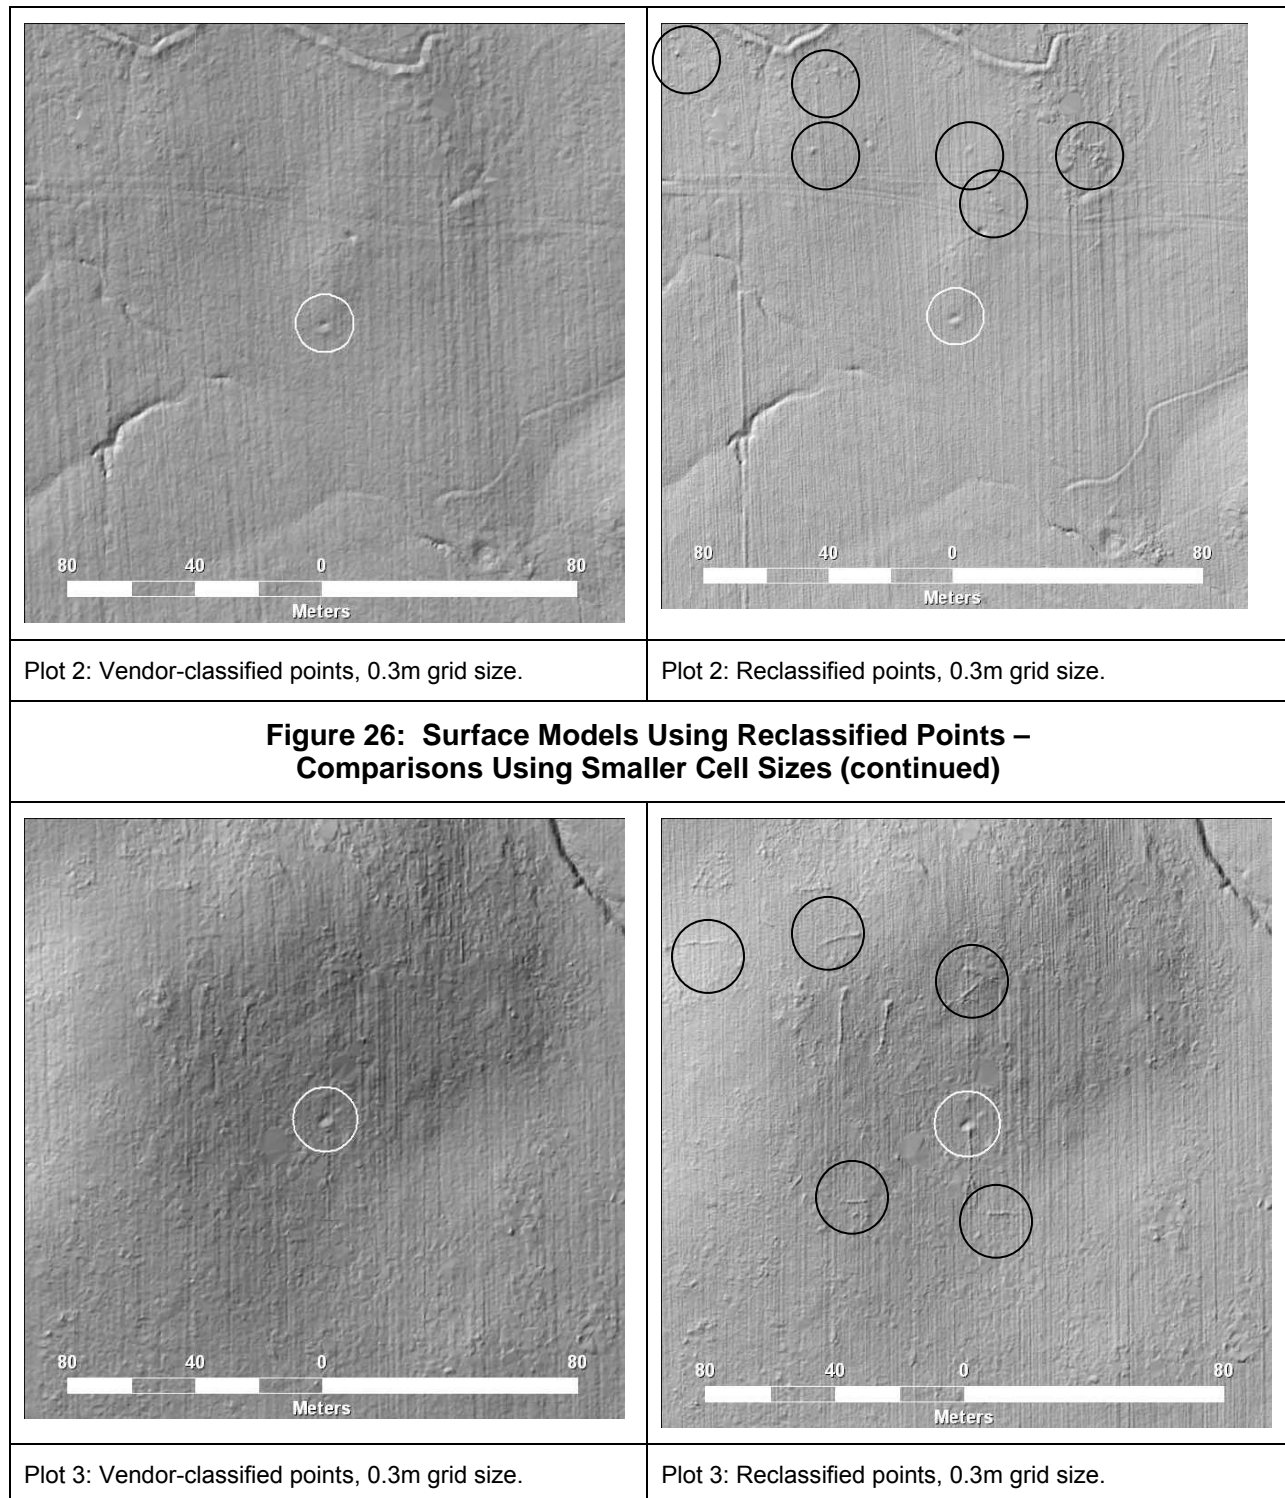 80 40 0 80
Meters
80 40 0 80
Meters
Plot 2: Vendor-classified points, 0.3m grid size.
Plot 2: Reclassified points, 0.3m grid size.
Figure 26: Surface Models Using Reclassified Points –
Comparisons Using Smaller Cell Sizes (continued)
80 40 0 80
Meters
80 40 0 80
Meters
Plot 3: Vendor-classified points, 0.3m grid size.
Plot 3: Reclassified points, 0.3m grid size.